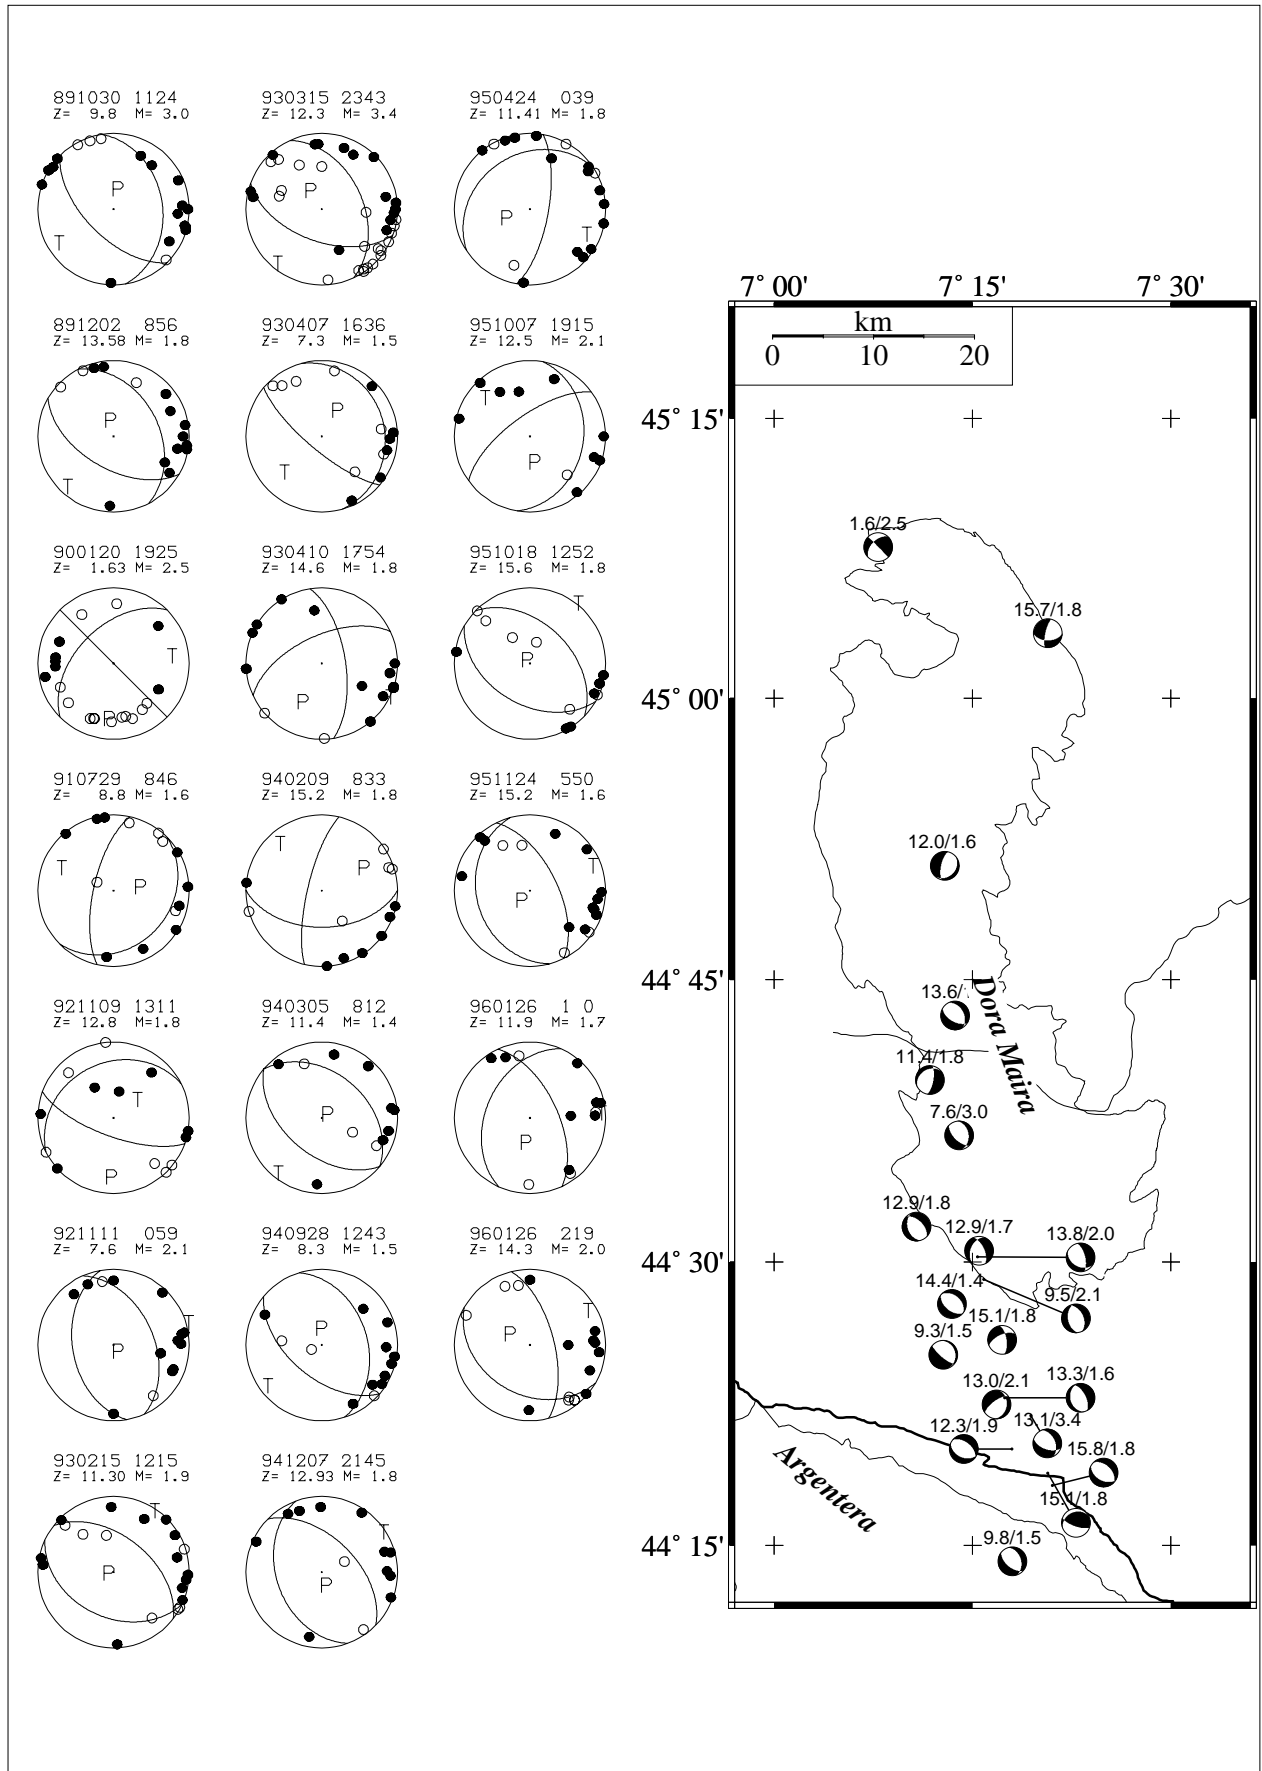 891030 1124
Z= 9.8 M= 3.0
P
T
891202 856
Z= 13.58 M= 1.8
P
T
900120 1925
Z= 1.63 M= 2.5
T
P
910729 846
Z= 8.8 M= 1.6
T
P
921109 1311
Z= 12.8 M=1.8
T
P
921111 059
Z= 7.6 M= 2.1
T
P
930215 1215
Z= 11.30 M= 1.9
T
P
930315 2343
Z= 12.3 M= 3.4
P
T
930407 1636
Z= 7.3 M= 1.5
P
T
930410 1754
Z= 14.6 M= 1.8
P
T
940209 833
Z= 15.2 M= 1.8
T
P
940305 812
Z= 11.4 M= 1.4
P
T
940928 1243
Z= 8.3 M= 1.5
P
T
941207 2145
Z= 12.93 M= 1.8
T
P
950424 039
Z= 11.41 M= 1.8
P
T
951007 1915
Z= 12.5 M= 2.1
T
P
951018 1252
Z= 15.6 M= 1.8
T
P
951124 550
Z= 15.2 M= 1.6
T
P
960126 1 0
Z= 11.9 M= 1.7
P
960126 219
Z= 14.3 M= 2.0
T
P
7° 00' 7° 15' 7° 30'
km
0 10 20
45° 15'
1.6/2.5
15.7/1.8
45° 00'
12.0/1.6
44° 45'
13.6/
Dora Maira
11.4/1.8
7.6/3.0
12.9/1.8
12.9/1.7
13.8/2.0
44° 30'
14.4/1.4
9.5/2.1
15.1/1.8
9.3/1.5
13.0/2.1
13.3/1.6
12.3/1.9
13.1/3.4
15.8/1.8
Argentera
15.1/1.8
44° 15'
9.8/1.5